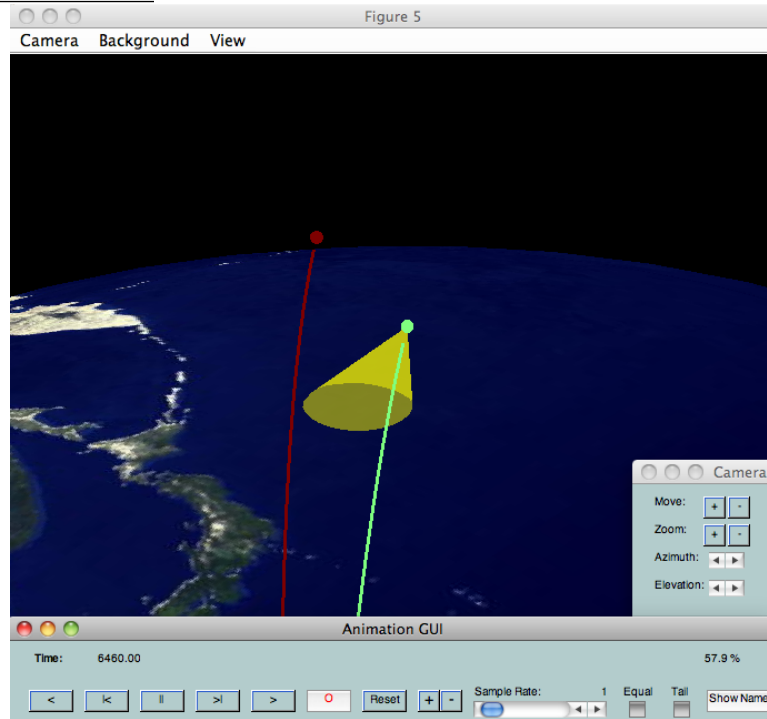 Figure 5
Camera Background View
Camera
Move: + -
Zoom: + -
Azimuth:
Elevation:
Animation GUI
Time: 6460.00 57.9 %
< |< || >| > O Reset + - Sample Rate: 1 Equal Tail Show Name